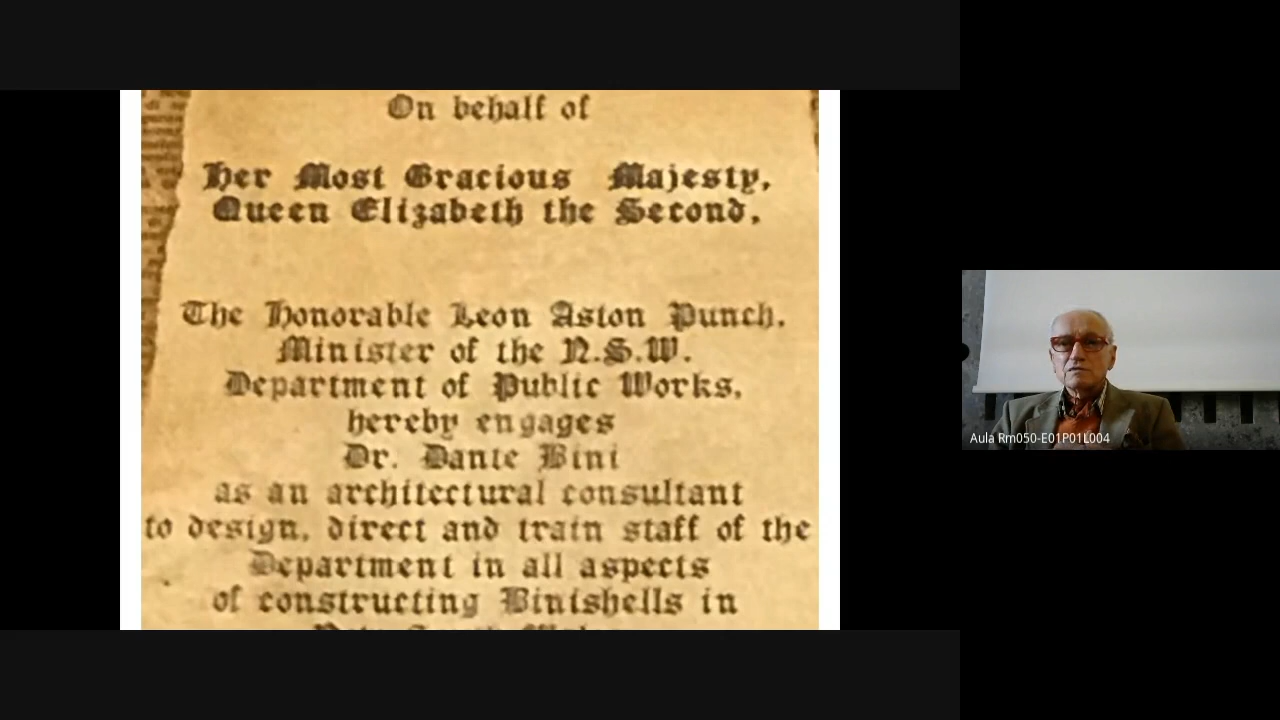 On behalf of
Her Most Gracious Majesty,
Queen Elizabeth the Second,
The Honorable Leon Aston Punch,
Minister of the N.S.W.
Department of Public Works,
hereby engages
Dr. Dante Bini
as an architectural consultant
to design, direct and train staff of the
Department in all aspects
of constructing Binishells in
Aula Rm050-E01P01L004